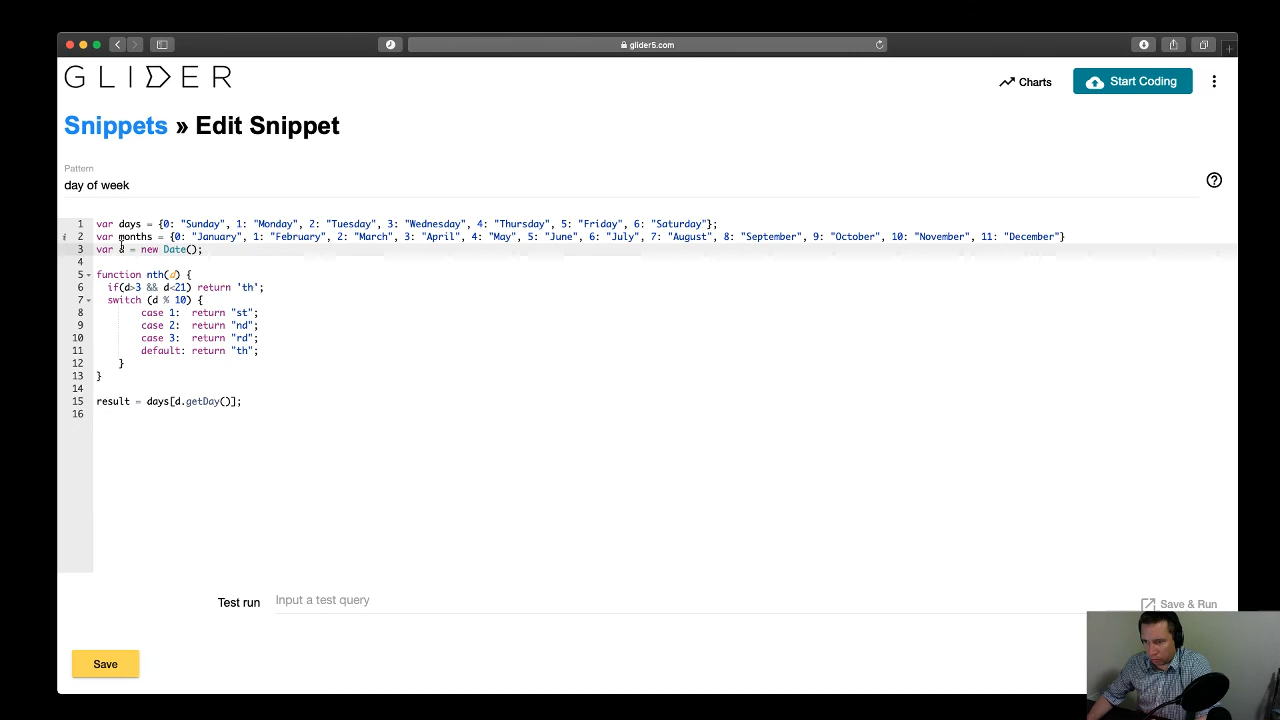 glider5.com
GLIDER
Charts
Start Coding
Snippets » Edit Snippet
Pattern
day of week
1 var days = {0: "Sunday", 1: "Monday", 2: "Tuesday", 3: "Wednesday", 4: "Thursday", 5: "Friday", 6: "Saturday"};
2 var months = {0: "January", 1: "February", 2: "March", 3: "April", 4: "May", 5: "June", 6: "July", 7: "August", 8: "September", 9: "October", 10: "November", 11: "December"}
3 var d = new Date();
4
5 function nth(d) {
6 if(d>3 && d<21) return 'th';
7 switch (d % 10) {
8 case 1: return "st";
9 case 2: return "nd";
10 case 3: return "rd";
11 default: return "th";
12 }
13 }
14
15 result = days[d.getDay()];
16
Test run Input a test query
Save & Run
Save